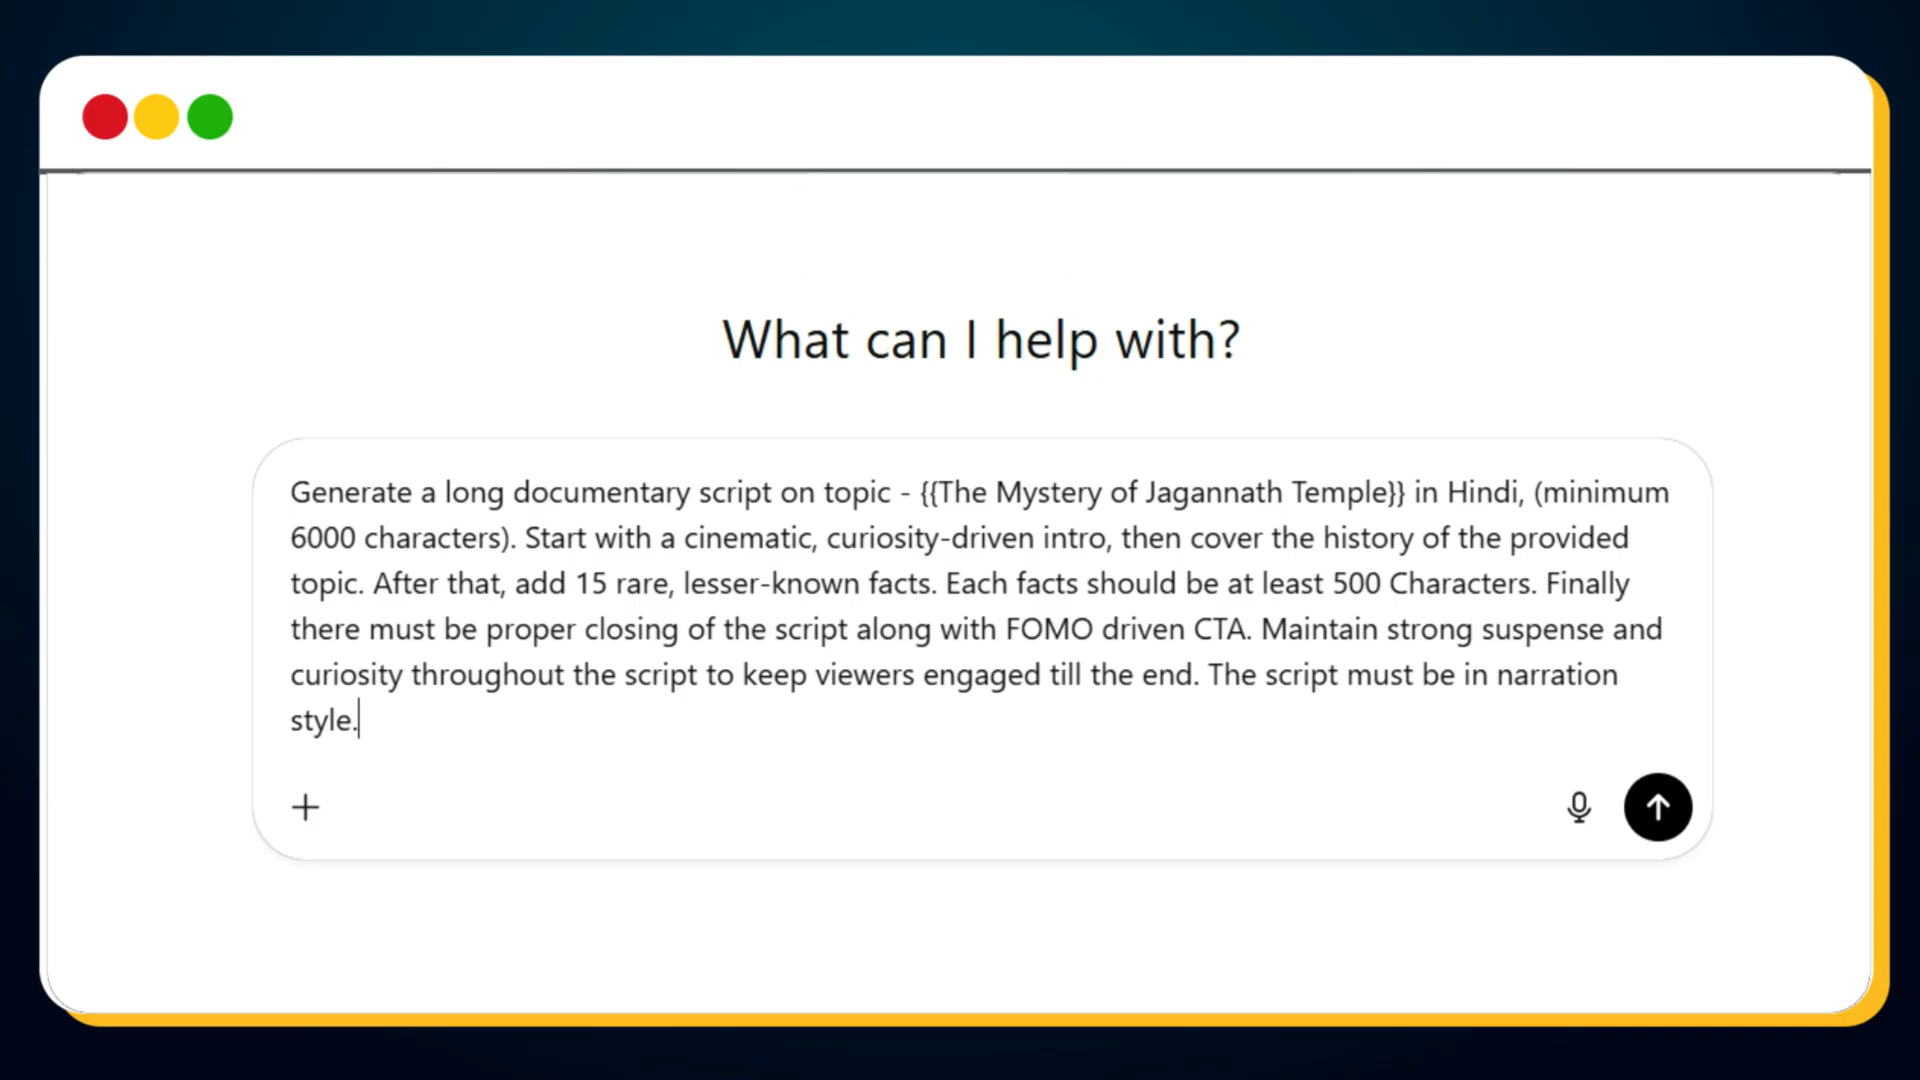 What can I help with?
Generate a long documentary script on topic - {{The Mystery of Jagannath Temple}} in Hindi, (minimum
6000 characters). Start with a cinematic, curiosity-driven intro, then cover the history of the provided
topic. After that, add 15 rare, lesser-known facts. Each facts should be at least 500 Characters. Finally
there must be proper closing of the script along with FOMO driven CTA. Maintain strong suspense and
curiosity throughout the script to keep viewers engaged till the end. The script must be in narration
style.